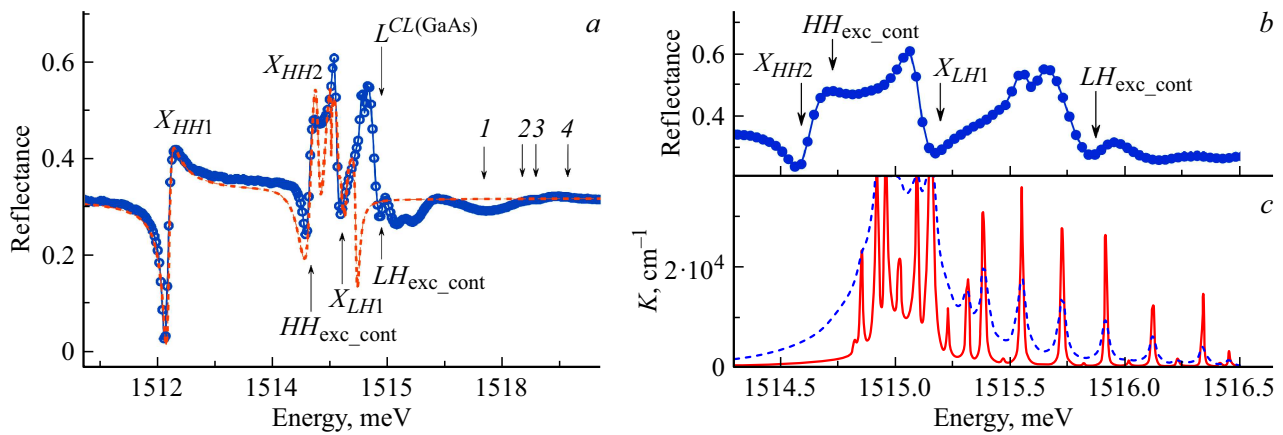 a
L^CL(GaAs)
X_HH2
X_HH1
1 2 3 4
0.6
0.4
0.2
0
Reflectance
LH_exc_cont
X_LH1
HH_exc_cont
1512 1514 1515 1518
Energy, meV
b
HH_exc_cont
X_HH2
X_LH1
LH_exc_cont
0.6
0.4
Reflectance
c
2·10^4
0
K, cm^−1
1514.5 1515.0 1515.5 1516.0 1516.5
Energy, meV